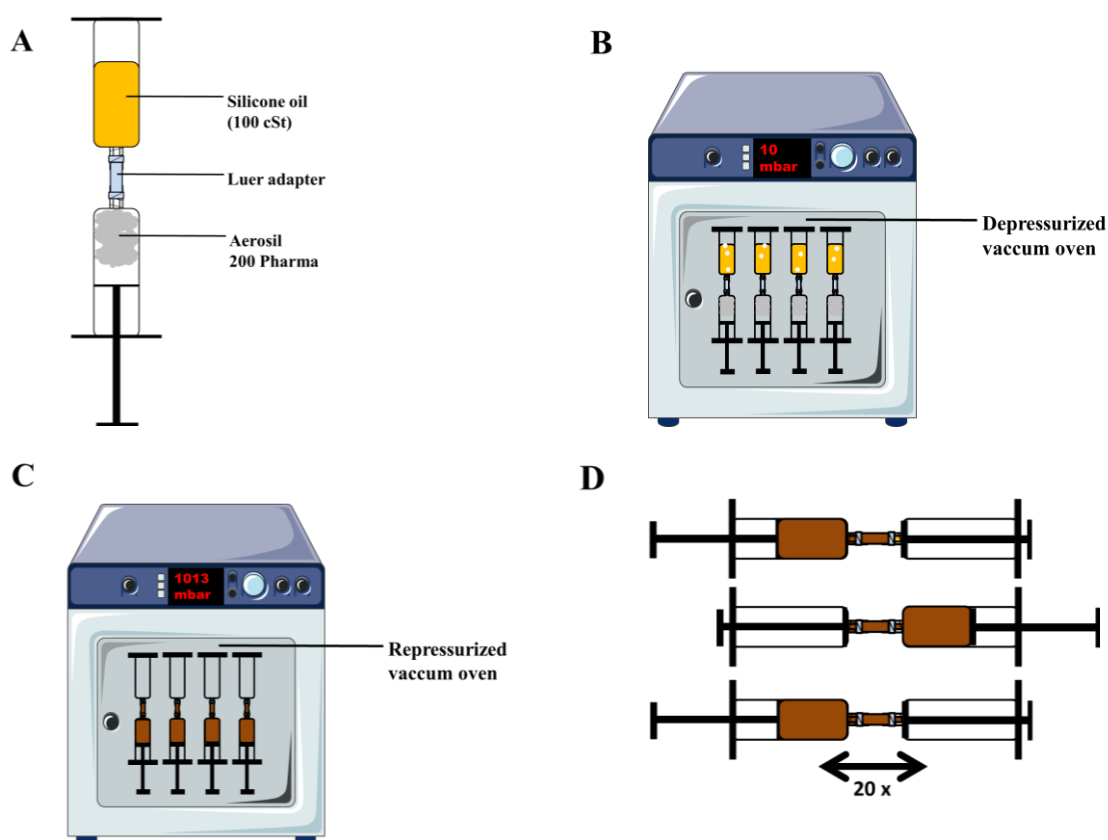 A
Silicone oil
(100 cSt)
Luer adapter
Aerosil
200 Pharma
B
10
mbar
Depressurized
vaccum oven
C
1013
mbar
Repressurized
vaccum oven
D
20 x